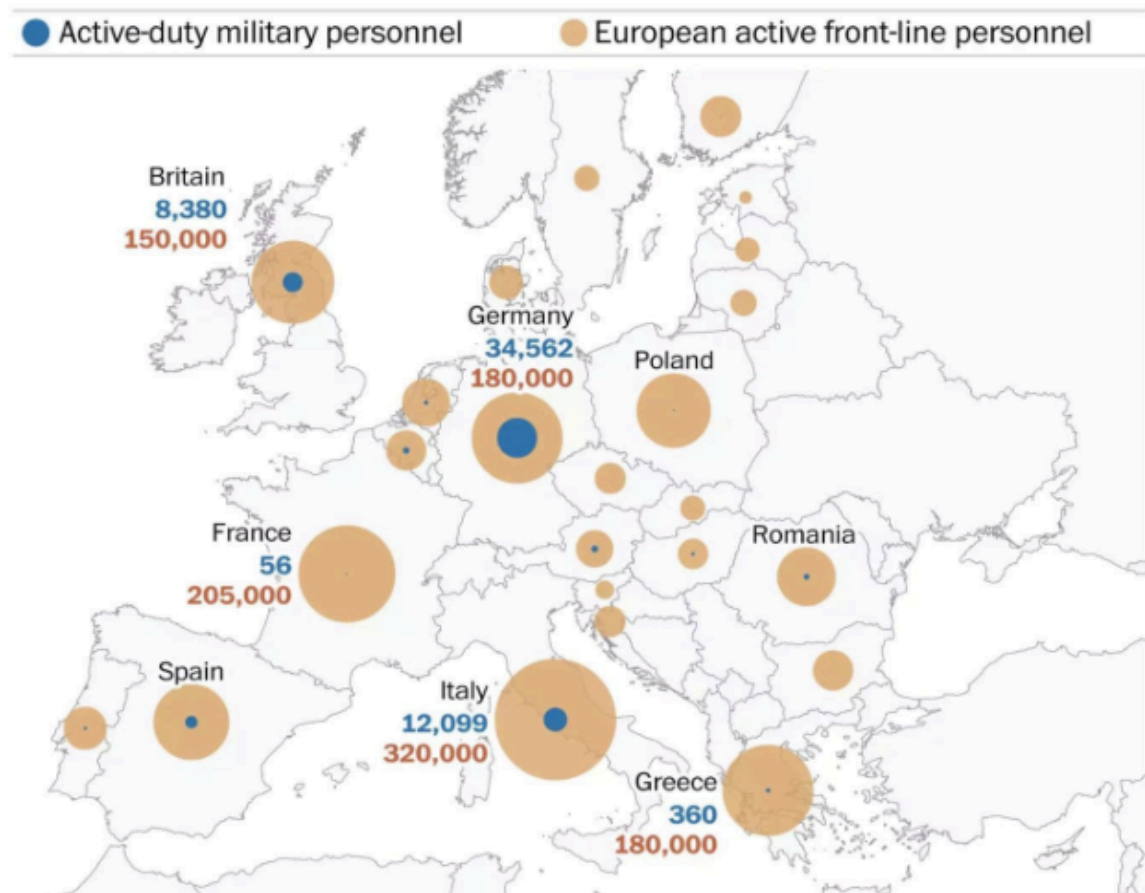 Active-duty military personnel
European active front-line personnel
Britain
8,380
150,000
Germany
34,562
180,000
Poland
France
56
205,000
Romania
Spain
Italy
12,099
320,000
Greece
360
180,000